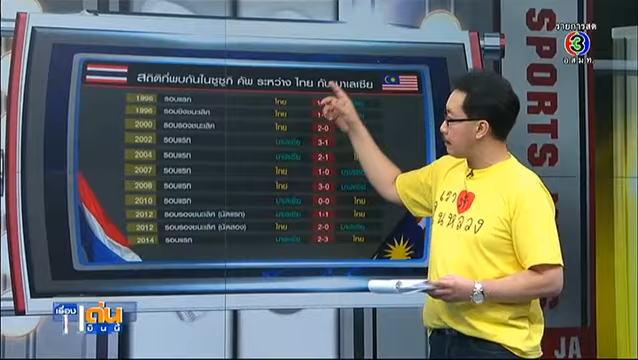 รายการสด
3
อ.ส.ม.ท
SPORTS
สถิติที่พบกันในซูซูกิ คัพ ระหว่าง ไทย กับ มาเลเซีย
1996 รอบแรก ไทย
1996 รอบชิงชนะเลิศ ไทย
2000 รอบรองชนะเลิศ ไทย 2-0
2002 รอบแรก มาเลเซีย 3-1
2004 รอบแรก มาเลเซีย 2-1 ไทย
2007 รอบแรก ไทย 1-0 มาเลเซีย
2008 รอบแรก ไทย 3-0 มาเลเซีย
2010 รอบแรก มาเลเซีย 0-0 ไทย
2012 รอบรองชนะเลิศ (นัดแรก) มาเลเซีย 1-1 ไทย
2012 รอบรองชนะเลิศ (นัดสอง) ไทย 2-0 มาเลเซีย
2014 รอบแรก มาเลเซีย 2-3 ไทย
เรา
ในหลวง
เรื่องเด่น
JA